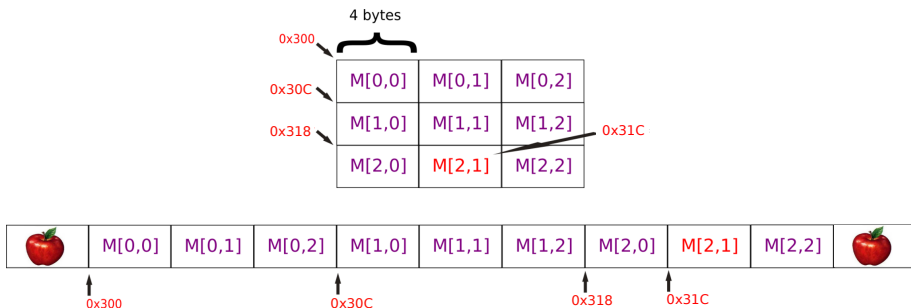 4 bytes
0x300
M[0,0] M[0,1] M[0,2]
0x30C
M[1,0] M[1,1] M[1,2]
0x318
0x31C
M[2,0] M[2,1] M[2,2]
M[0,0] M[0,1] M[0,2] M[1,0] M[1,1] M[1,2] M[2,0] M[2,1] M[2,2]
0x300 0x30C 0x318 0x31C